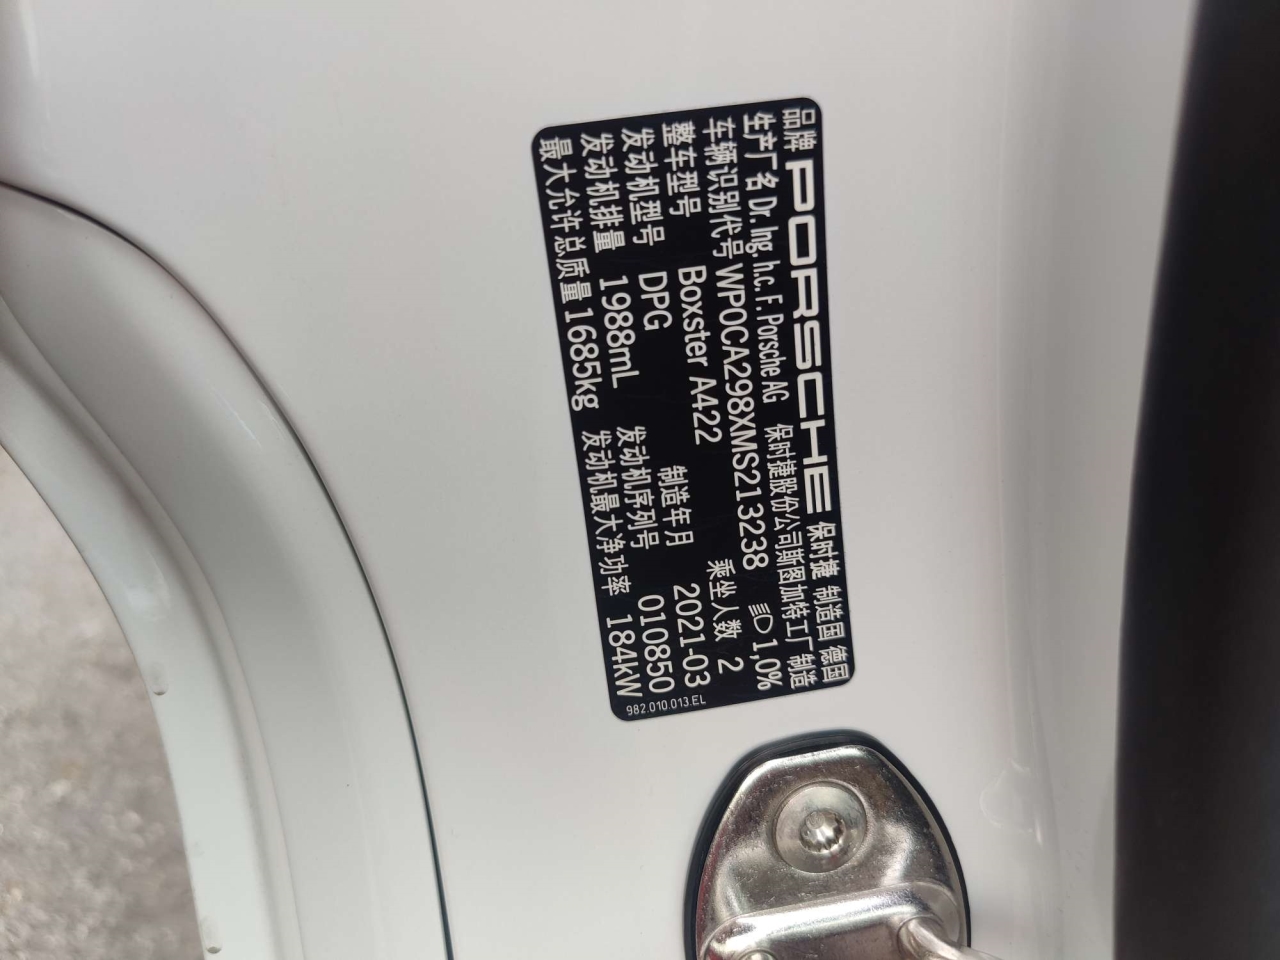 品牌 PORSCHE 保时捷 制造国 德国
生产厂名 Dr. Ing. h.c. F. Porsche AG 保时捷股份公司斯图加特工厂制造
车辆识别代号 WP0CA298XMS213238 1,0%
整车型号 Boxster A422 乘坐人数 2
发动机型号 DPG 制造年月 2021-03
发动机排量 1988mL 发动机序列号 010850
最大允许总质量 1685kg 发动机最大净功率 184kW
982.010.013.EL